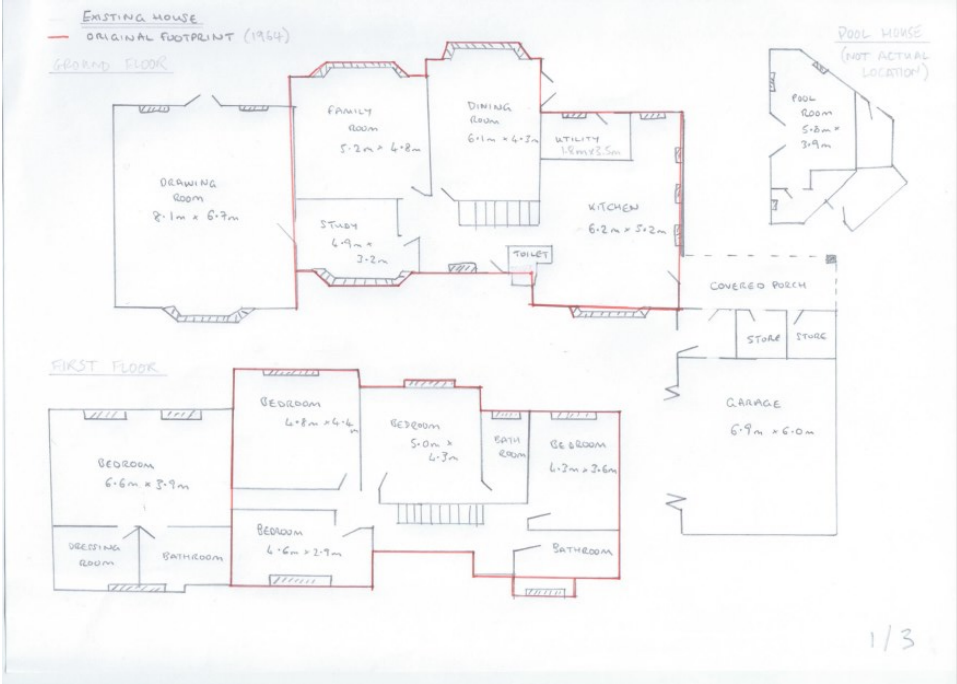 EXISTING HOUSE
ORIGINAL FOOTPRINT (1964)
GROUND FLOOR
POOL HOUSE
(NOT ACTUAL
LOCATION)
DRAWING
ROOM
8.1m x 6.7m
FAMILY
ROOM
5.2m x 4.8m
DINING
ROOM
6.1m x 4.3m
UTILITY
1.8m x 3.5m
POOL
ROOM
5.8m x
3.9m
STUDY
4.9m x
3.2m
KITCHEN
6.2m x 5.2m
TOILET
COVERED PORCH
STORE
STORE
GARAGE
6.9m x 6.0m
FIRST FLOOR
BEDROOM
6.6m x 3.9m
BEDROOM
4.8m x 4.4m
BEDROOM
5.0m x
4.3m
BATH
ROOM
BEDROOM
4.2m x 3.6m
DRESSING
ROOM
BATHROOM
BEDROOM
4.6m x 2.9m
BATHROOM
1/3